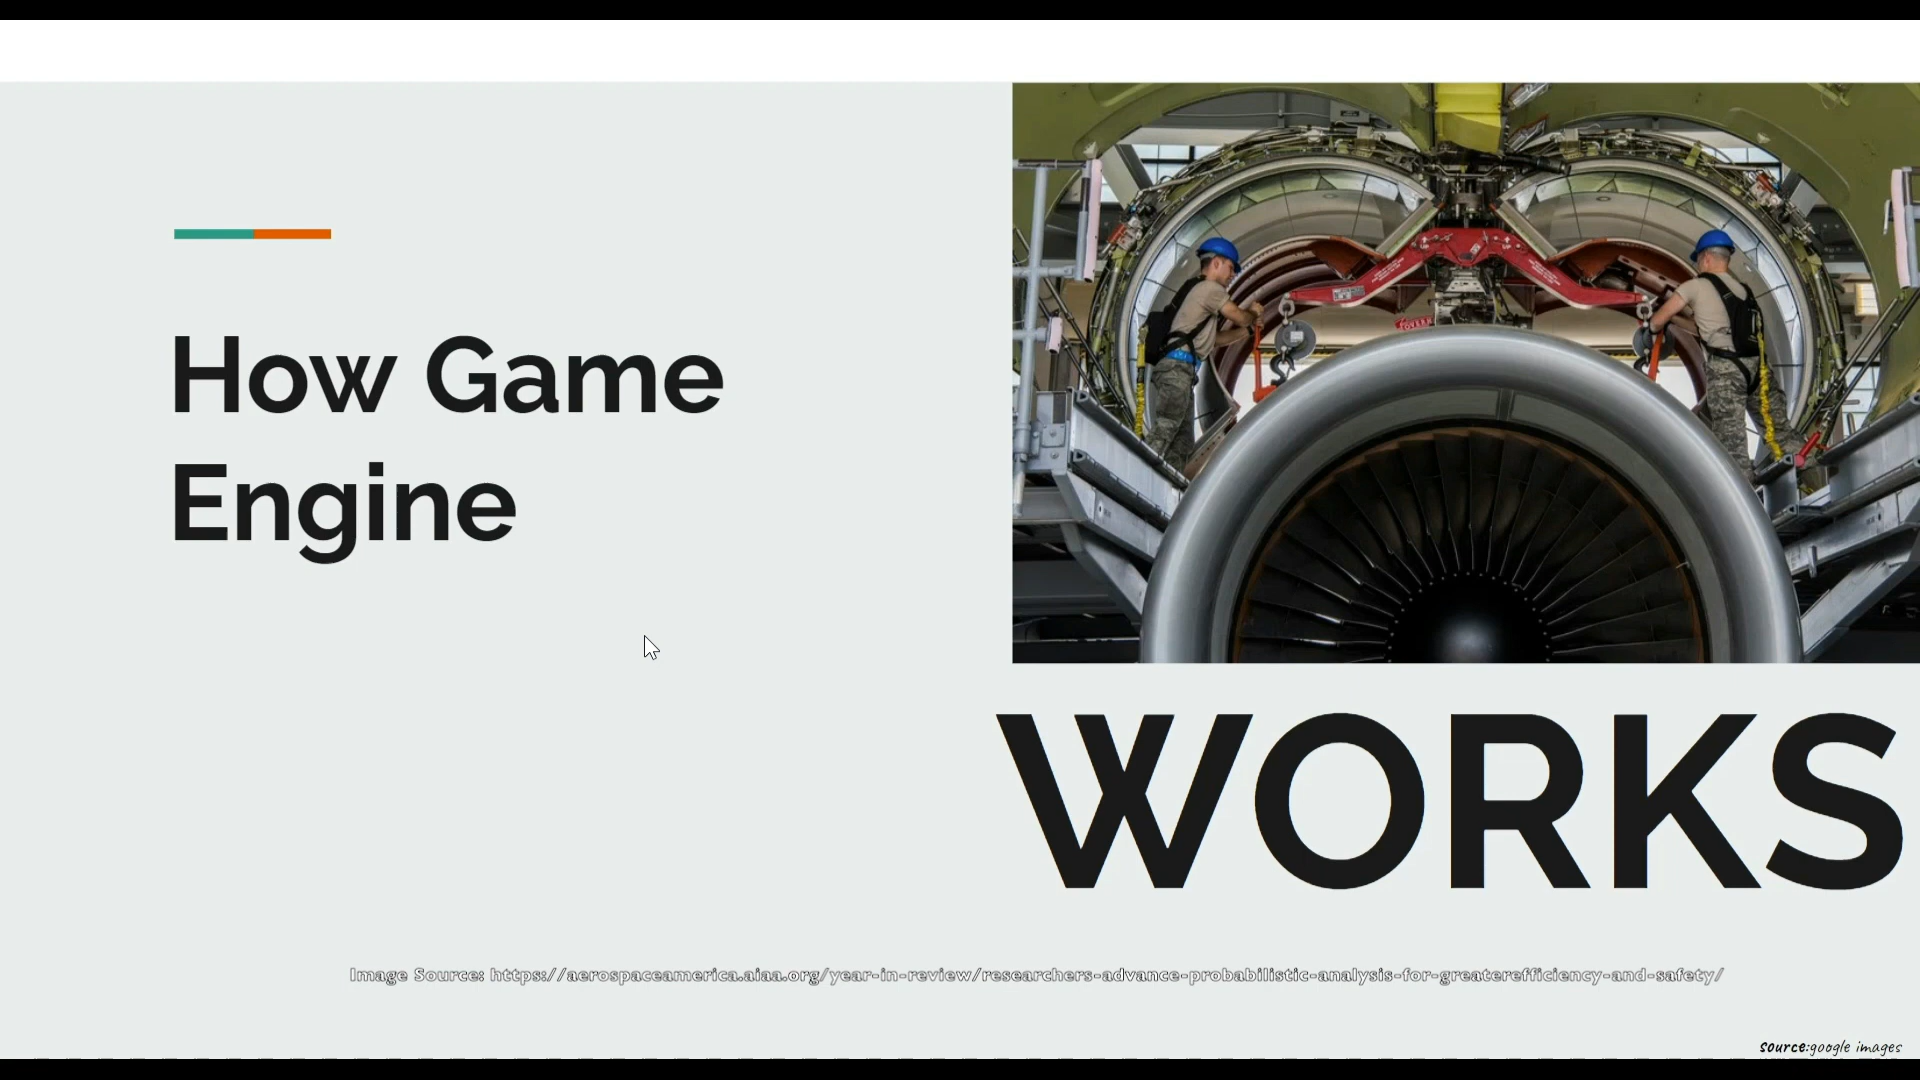 How Game
Engine
WORKS
Image Source: https://aerospaceamerica.aiaa.org/year-in-review/researchers-advance-probabilistic-analysis-for-greaterefficiency-and-safety/
source:google images